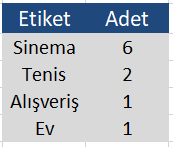 Etiket Adet
Sinema 6
Tenis 2
Alışveriş 1
Ev 1